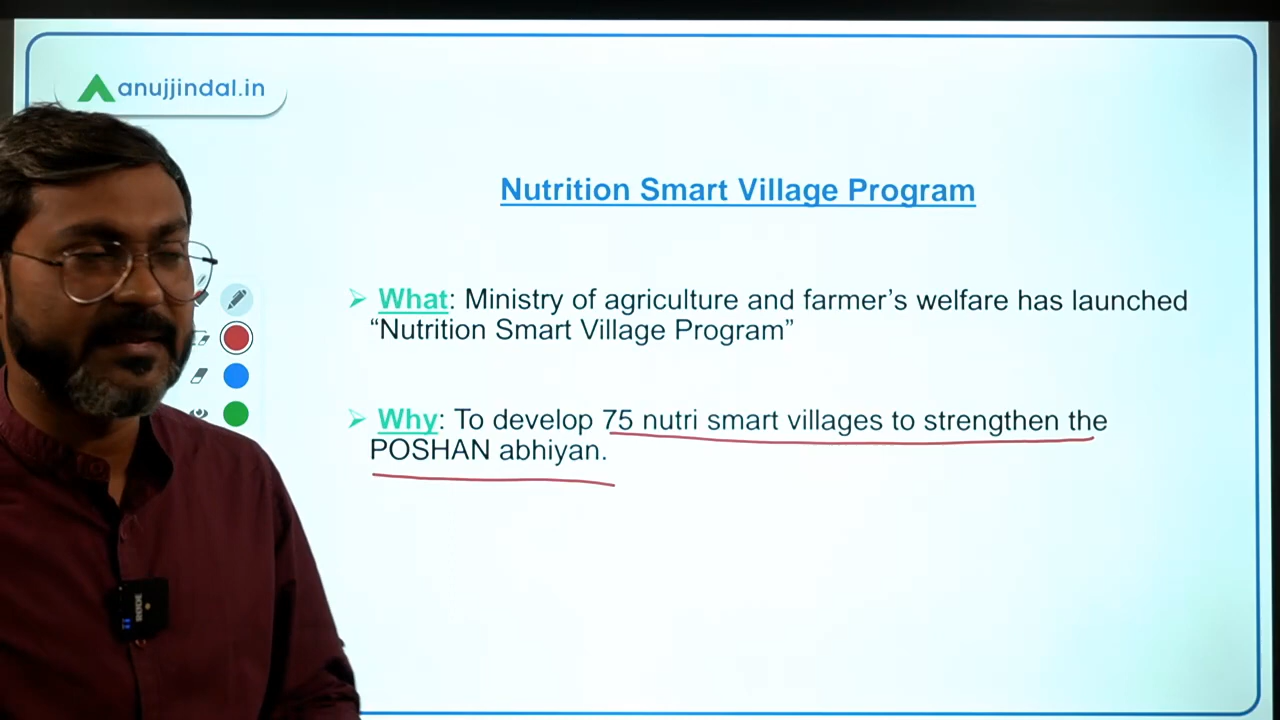 anujjindal.in
Nutrition Smart Village Program
➢ What: Ministry of agriculture and farmer’s welfare has launched
“Nutrition Smart Village Program”
➢ Why: To develop 75 nutri smart villages to strengthen the
POSHAN abhiyan.
RODE